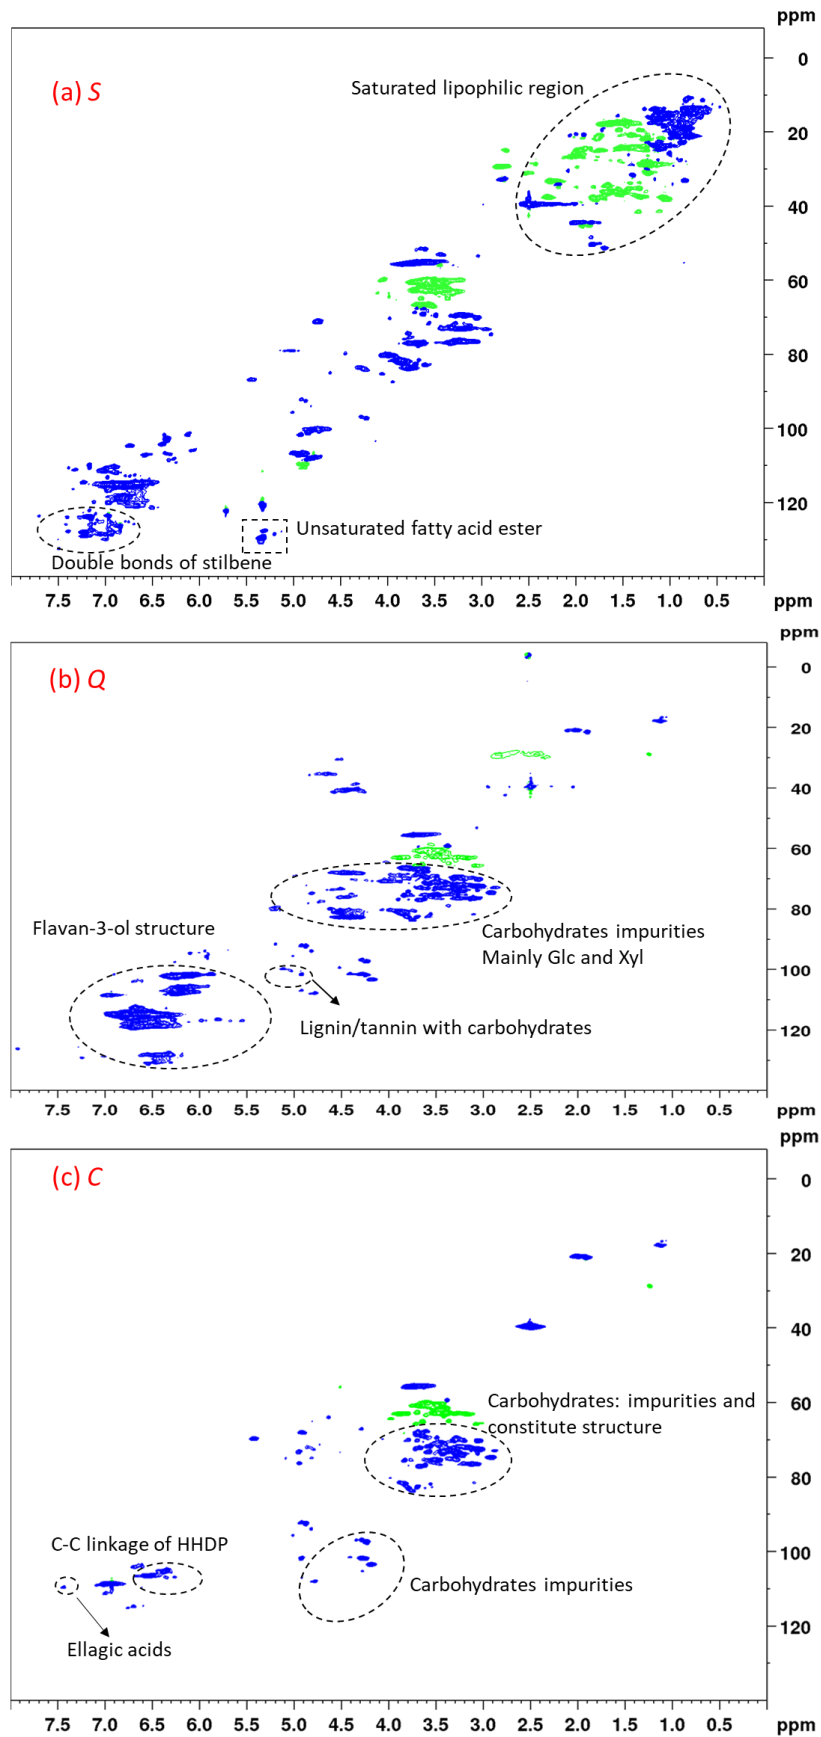 ppm
0
(a) S
Saturated lipophilic region
20
40
60
80
100
120
Unsaturated fatty acid ester
Double bonds of stilbene
7.5 7.0 6.5 6.0 5.5 5.0 4.5 4.0 3.5 3.0 2.5 2.0 1.5 1.0 0.5 ppm
ppm
(b) Q
0
20
40
60
80
Flavan-3-ol structure
Carbohydrates impurities
Mainly Glc and Xyl
100
Lignin/tannin with carbohydrates
120
7.5 7.0 6.5 6.0 5.5 5.0 4.5 4.0 3.5 3.0 2.5 2.0 1.5 1.0 0.5 ppm
ppm
(c) C
0
20
40
60
Carbohydrates: impurities and
constitute structure
80
100
C-C linkage of HHDP
Carbohydrates impurities
120
Ellagic acids
7.5 7.0 6.5 6.0 5.5 5.0 4.5 4.0 3.5 3.0 2.5 2.0 1.5 1.0 0.5 ppm